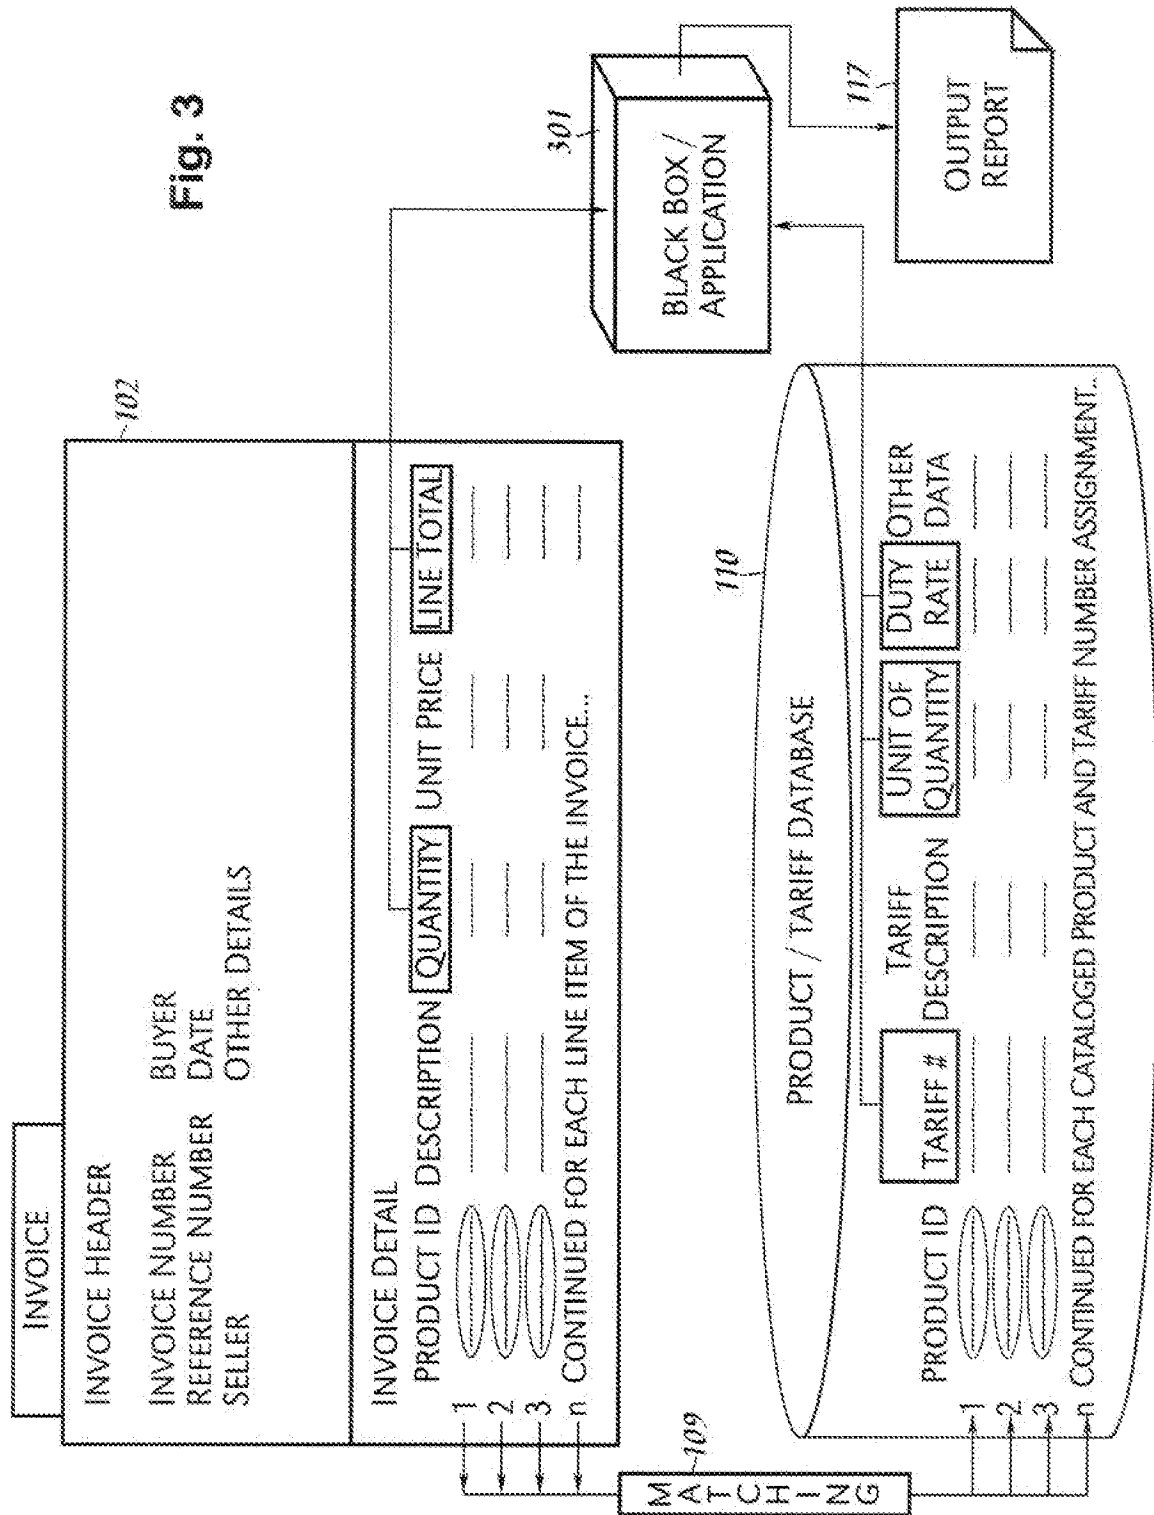 Fig. 3
INVOICE
102
INVOICE HEADER
INVOICE NUMBER BUYER
REFERENCE NUMBER DATE
SELLER OTHER DETAILS
INVOICE DETAIL
PRODUCT ID DESCRIPTION QUANTITY UNIT PRICE LINE TOTAL
1
2
3
n CONTINUED FOR EACH LINE ITEM OF THE INVOICE...
MATCHING
109
301
BLACK BOX /
APPLICATION
117
OUTPUT
REPORT
110
PRODUCT / TARIFF DATABASE
PRODUCT ID TARIFF # TARIFF DESCRIPTION UNIT OF QUANTITY DUTY RATE OTHER DATA
1
2
3
n CONTINUED FOR EACH CATALOGED PRODUCT AND TARIFF NUMBER ASSIGNMENT...